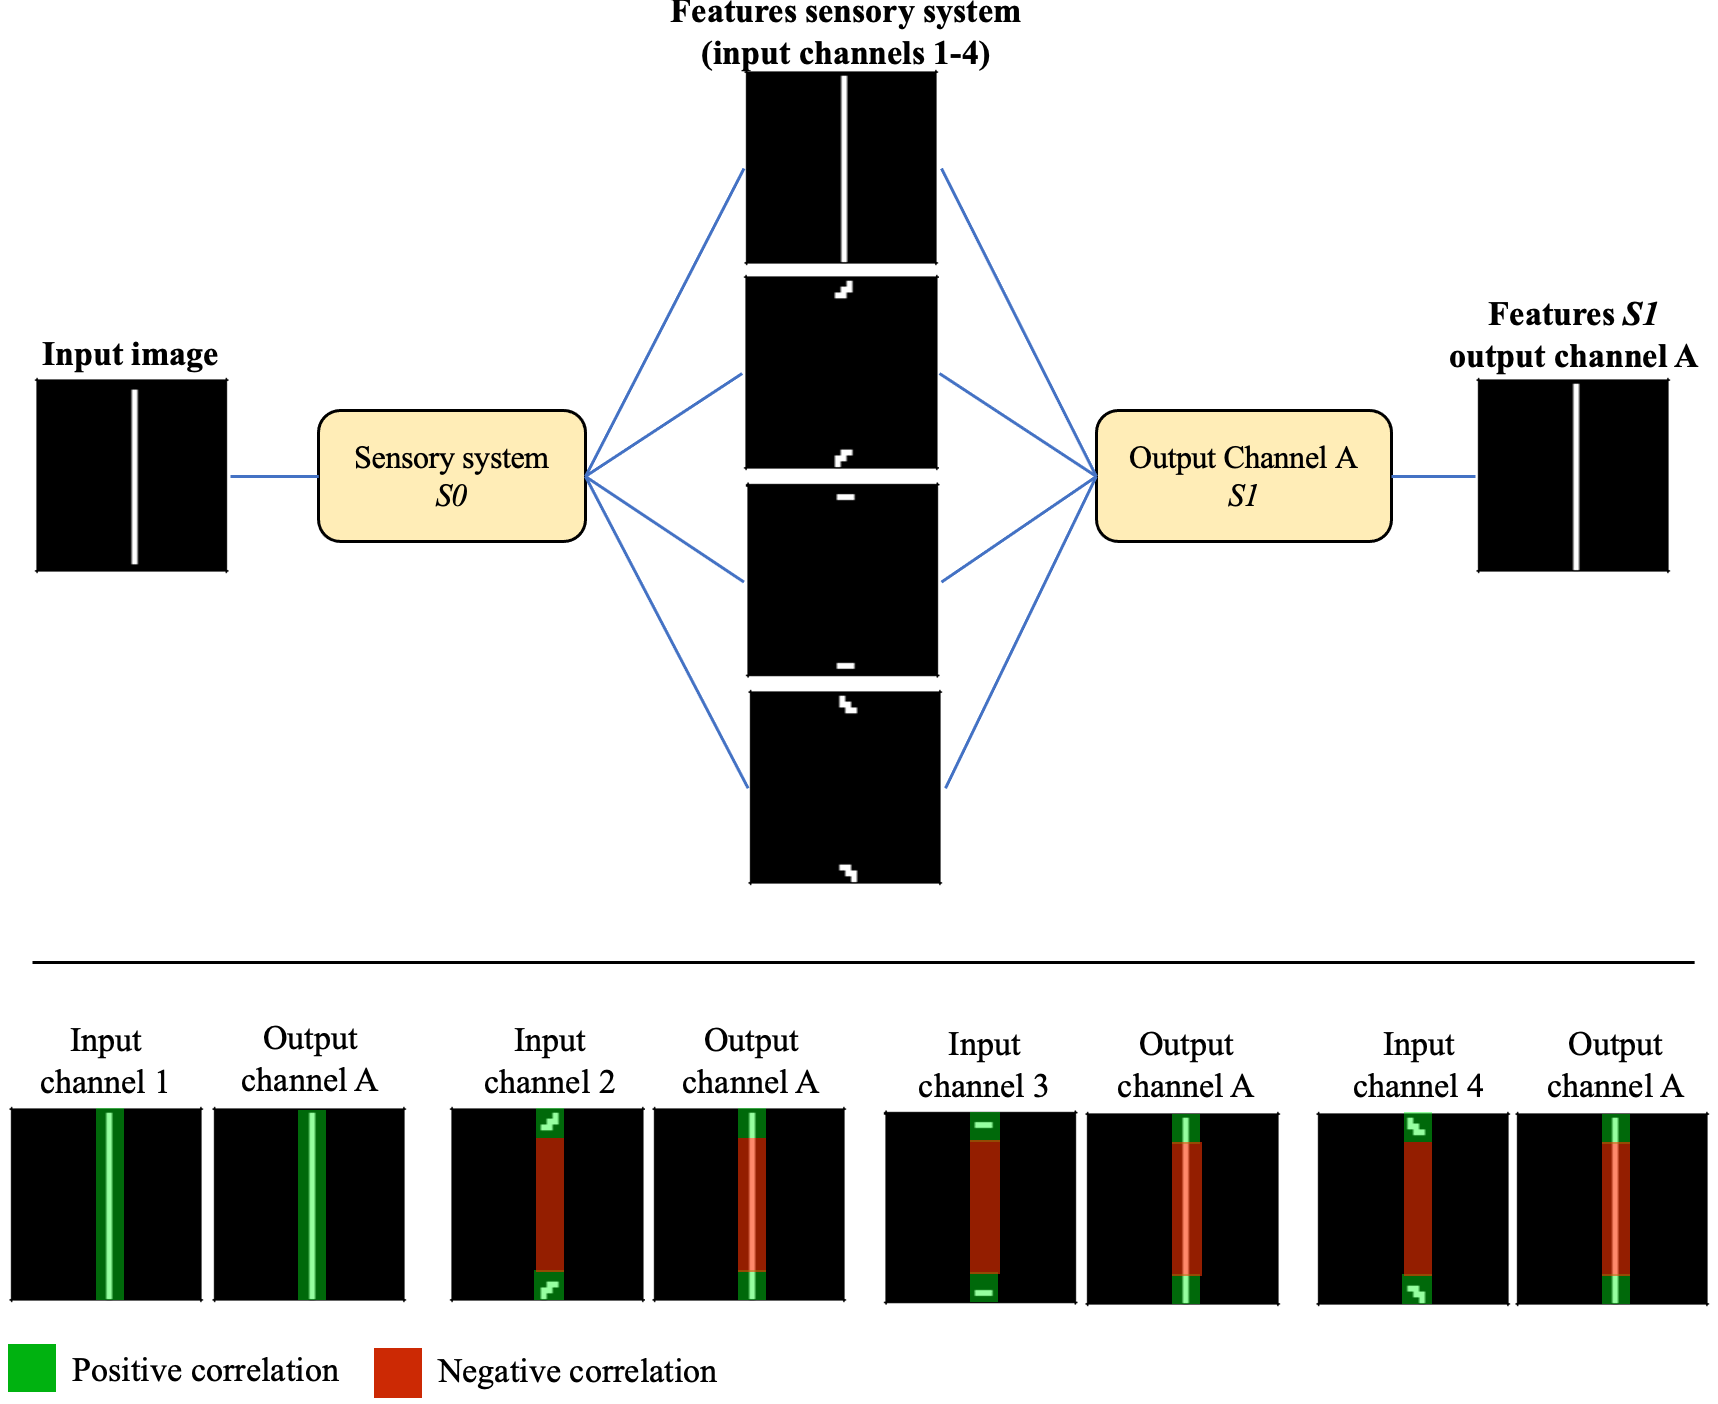 Features sensory system
(input channels 1-4)
Input image
Sensory system
S0
Output Channel A
S1
Features S1
output channel A
Input
channel 1
Output
channel A
Input
channel 2
Output
channel A
Input
channel 3
Output
channel A
Input
channel 4
Output
channel A
Positive correlation
Negative correlation